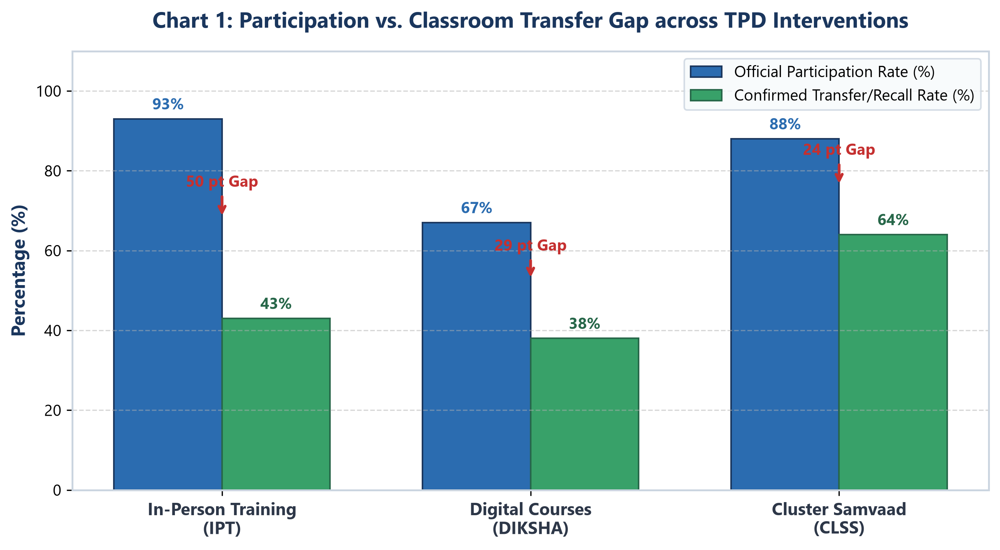 Chart 1: Participation vs. Classroom Transfer Gap across TPD Interventions
Official Participation Rate (%)
Confirmed Transfer/Recall Rate (%)
Percentage (%)
100
80
60
40
20
0
93%
50 pt Gap
43%
67%
29 pt Gap
38%
88%
24 pt Gap
64%
In-Person Training
(IPT)
Digital Courses
(DIKSHA)
Cluster Samvaad
(CLSS)